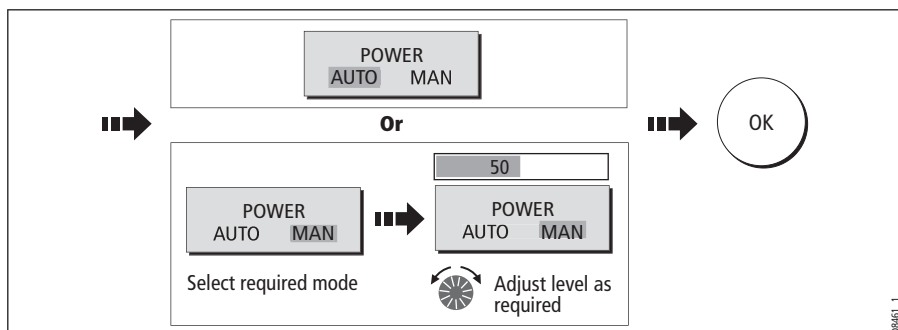 POWER
AUTO MAN
Or
OK
50
POWER
AUTO MAN
POWER
AUTO MAN
Select required mode
Adjust level as
required